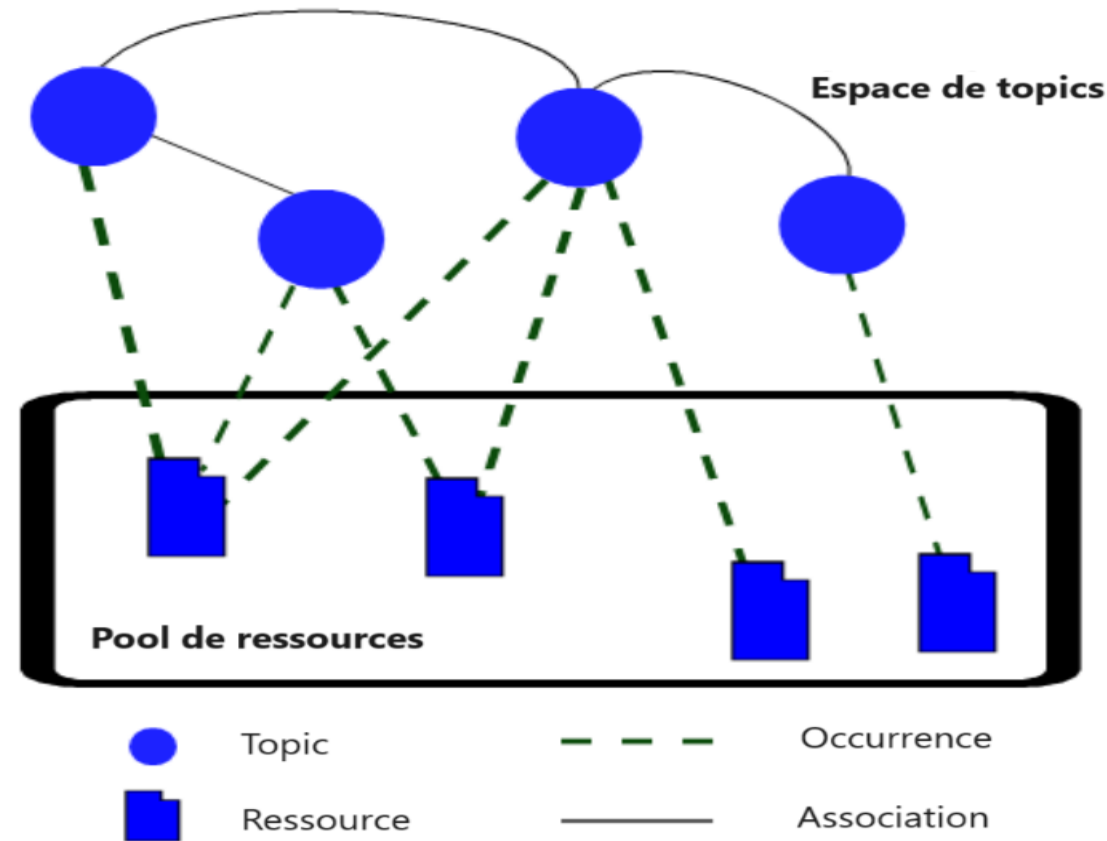 Espace de topics
Pool de ressources
Topic
Occurrence
Ressource
Association